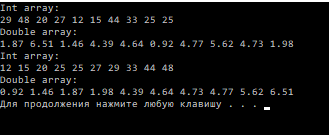 Int array:
29 48 20 27 12 15 44 33 25 25
Double array:
1.87 6.51 1.46 4.39 4.64 0.92 4.77 5.62 4.73 1.98
Int array:
12 15 20 25 25 27 29 33 44 48
Double array:
0.92 1.46 1.87 1.98 4.39 4.64 4.73 4.77 5.62 6.51
Для продолжения нажмите любую клавишу . . .